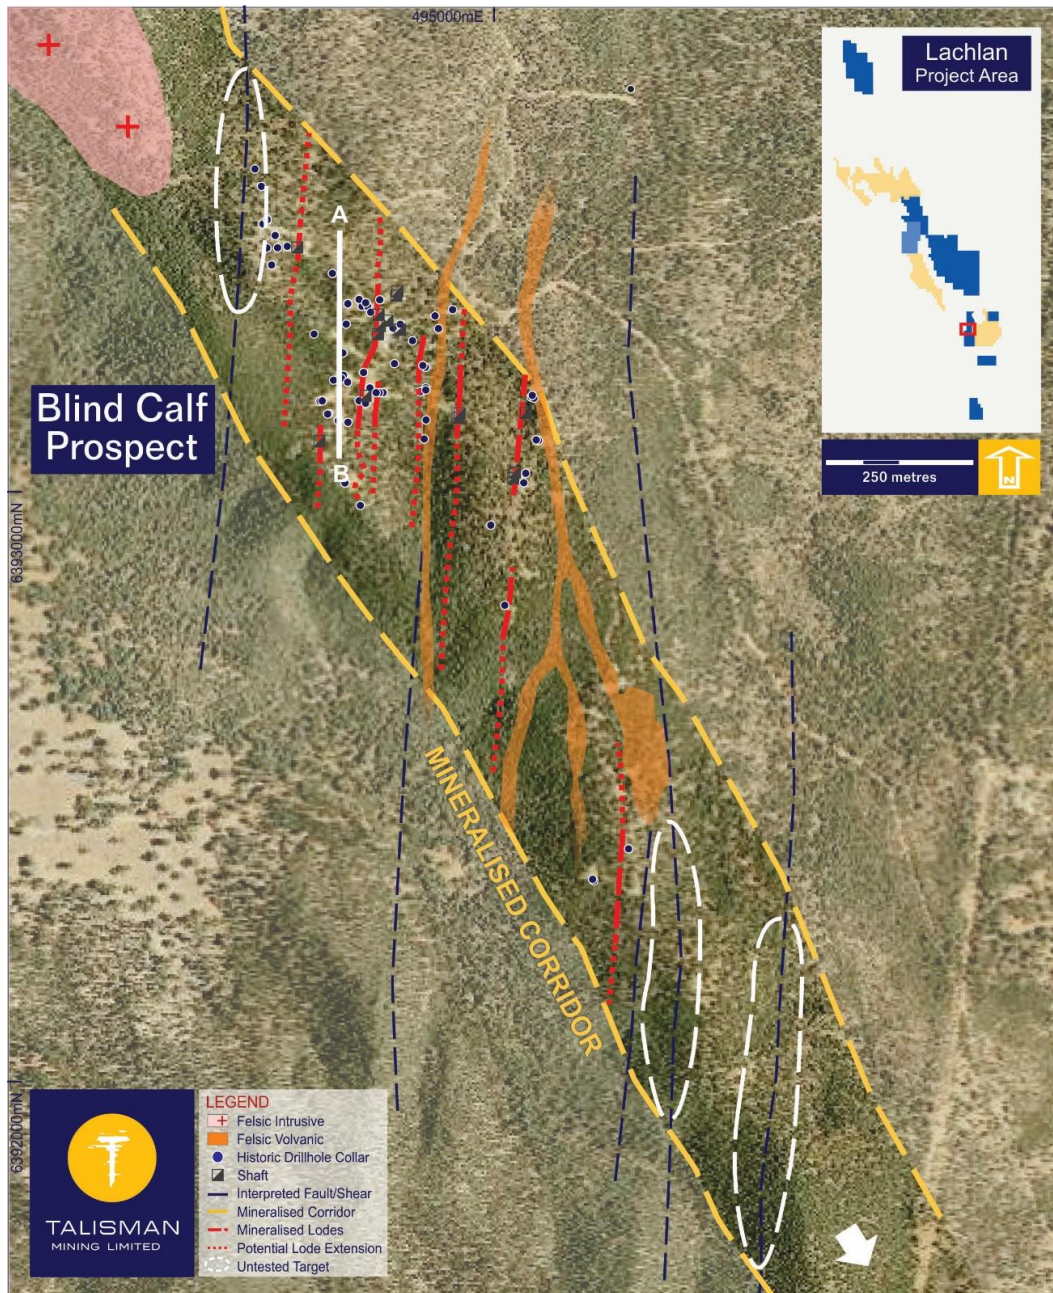 495000mE
Lachlan
Project Area
A
Blind Calf
Prospect
B
N
250 metres
6393000mN
MINERALISED CORRIDOR
6392000mN
LEGEND
Felsic Intrusive
Felsic Volcanic
Historic Drillhole Collar
Shaft
Interpreted Fault/Shear
Mineralised Corridor
Mineralised Lodes
Potential Lode Extension
Untested Target
TALISMAN
MINING LIMITED